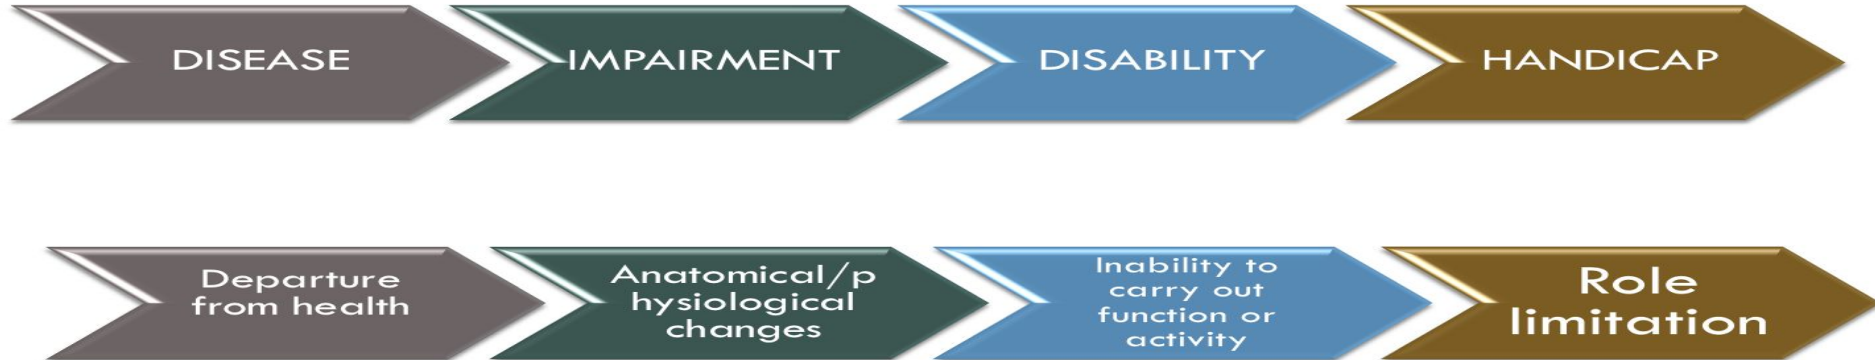 DISEASE
IMPAIRMENT
DISABILITY
HANDICAP
Departure
from health
Anatomical/p
hysiological
changes
Inability to
carry out
function or
activity
Role
limitation